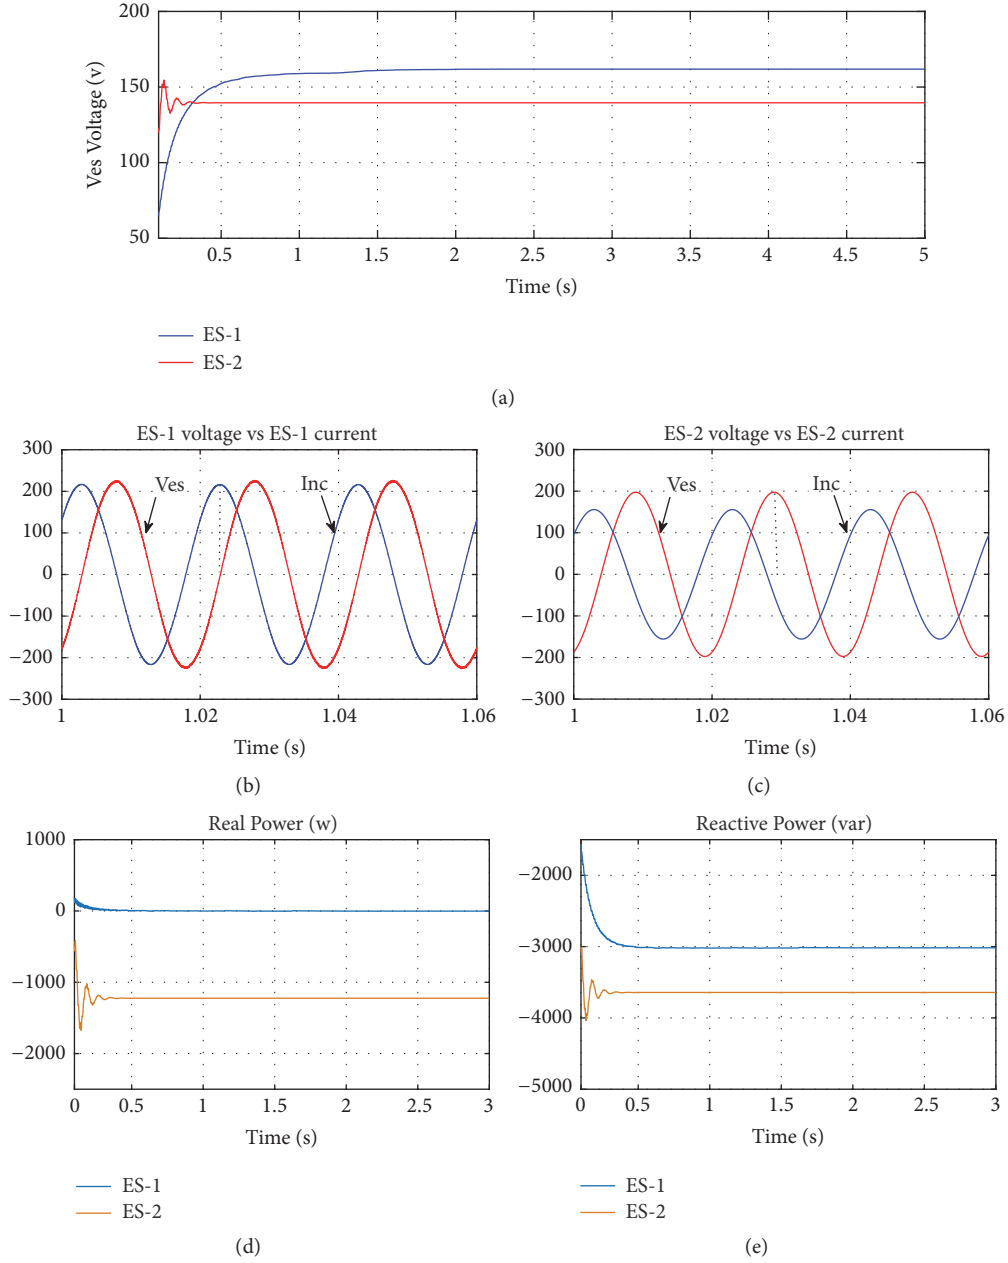 200
150
100
50
Ves Voltage (v)
0.5 1 1.5 2 2.5 3 3.5 4 4.5 5
Time (s)
ES-1
ES-2
(a)
ES-1 voltage vs ES-1 current
300
200
100
0
−100
−200
−300
Ves
Inc
1 1.02 1.04 1.06
Time (s)
(b)
ES-2 voltage vs ES-2 current
300
200
100
0
−100
−200
−300
Ves
Inc
1 1.02 1.04 1.06
Time (s)
(c)
Real Power (w)
1000
0
−1000
−2000
0 0.5 1 1.5 2 2.5 3
Time (s)
ES-1
ES-2
(d)
Reactive Power (var)
−2000
−3000
−4000
−5000
0 0.5 1 1.5 2 2.5 3
Time (s)
ES-1
ES-2
(e)